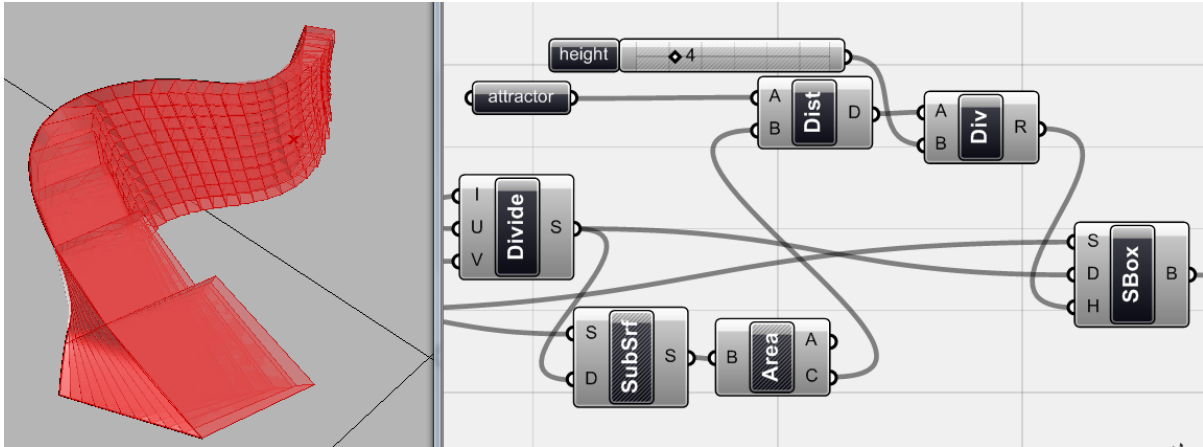 height
4
attractor
A
B
Dist
D
A
B
Div
R
I
U
V
Divide
S
S
D
H
SBox
B
S
D
SubSrf
S
B
Area
A
C